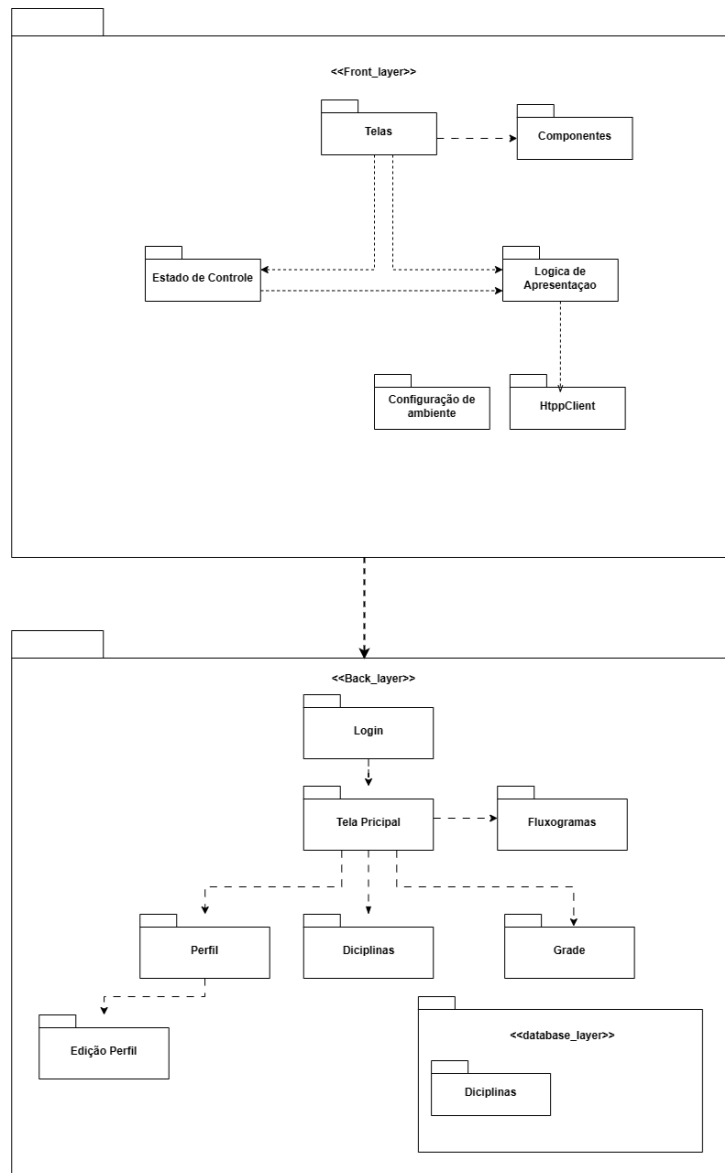 <<Front_layer>>
Telas
Componentes
Estado de Controle
Logica de
Apresentaçao
Configuração de
ambiente
HtppClient
<<Back_layer>>
Login
Tela Pricipal
Fluxogramas
Perfil
Diciplinas
Grade
Edição Perfil
<<database_layer>>
Diciplinas